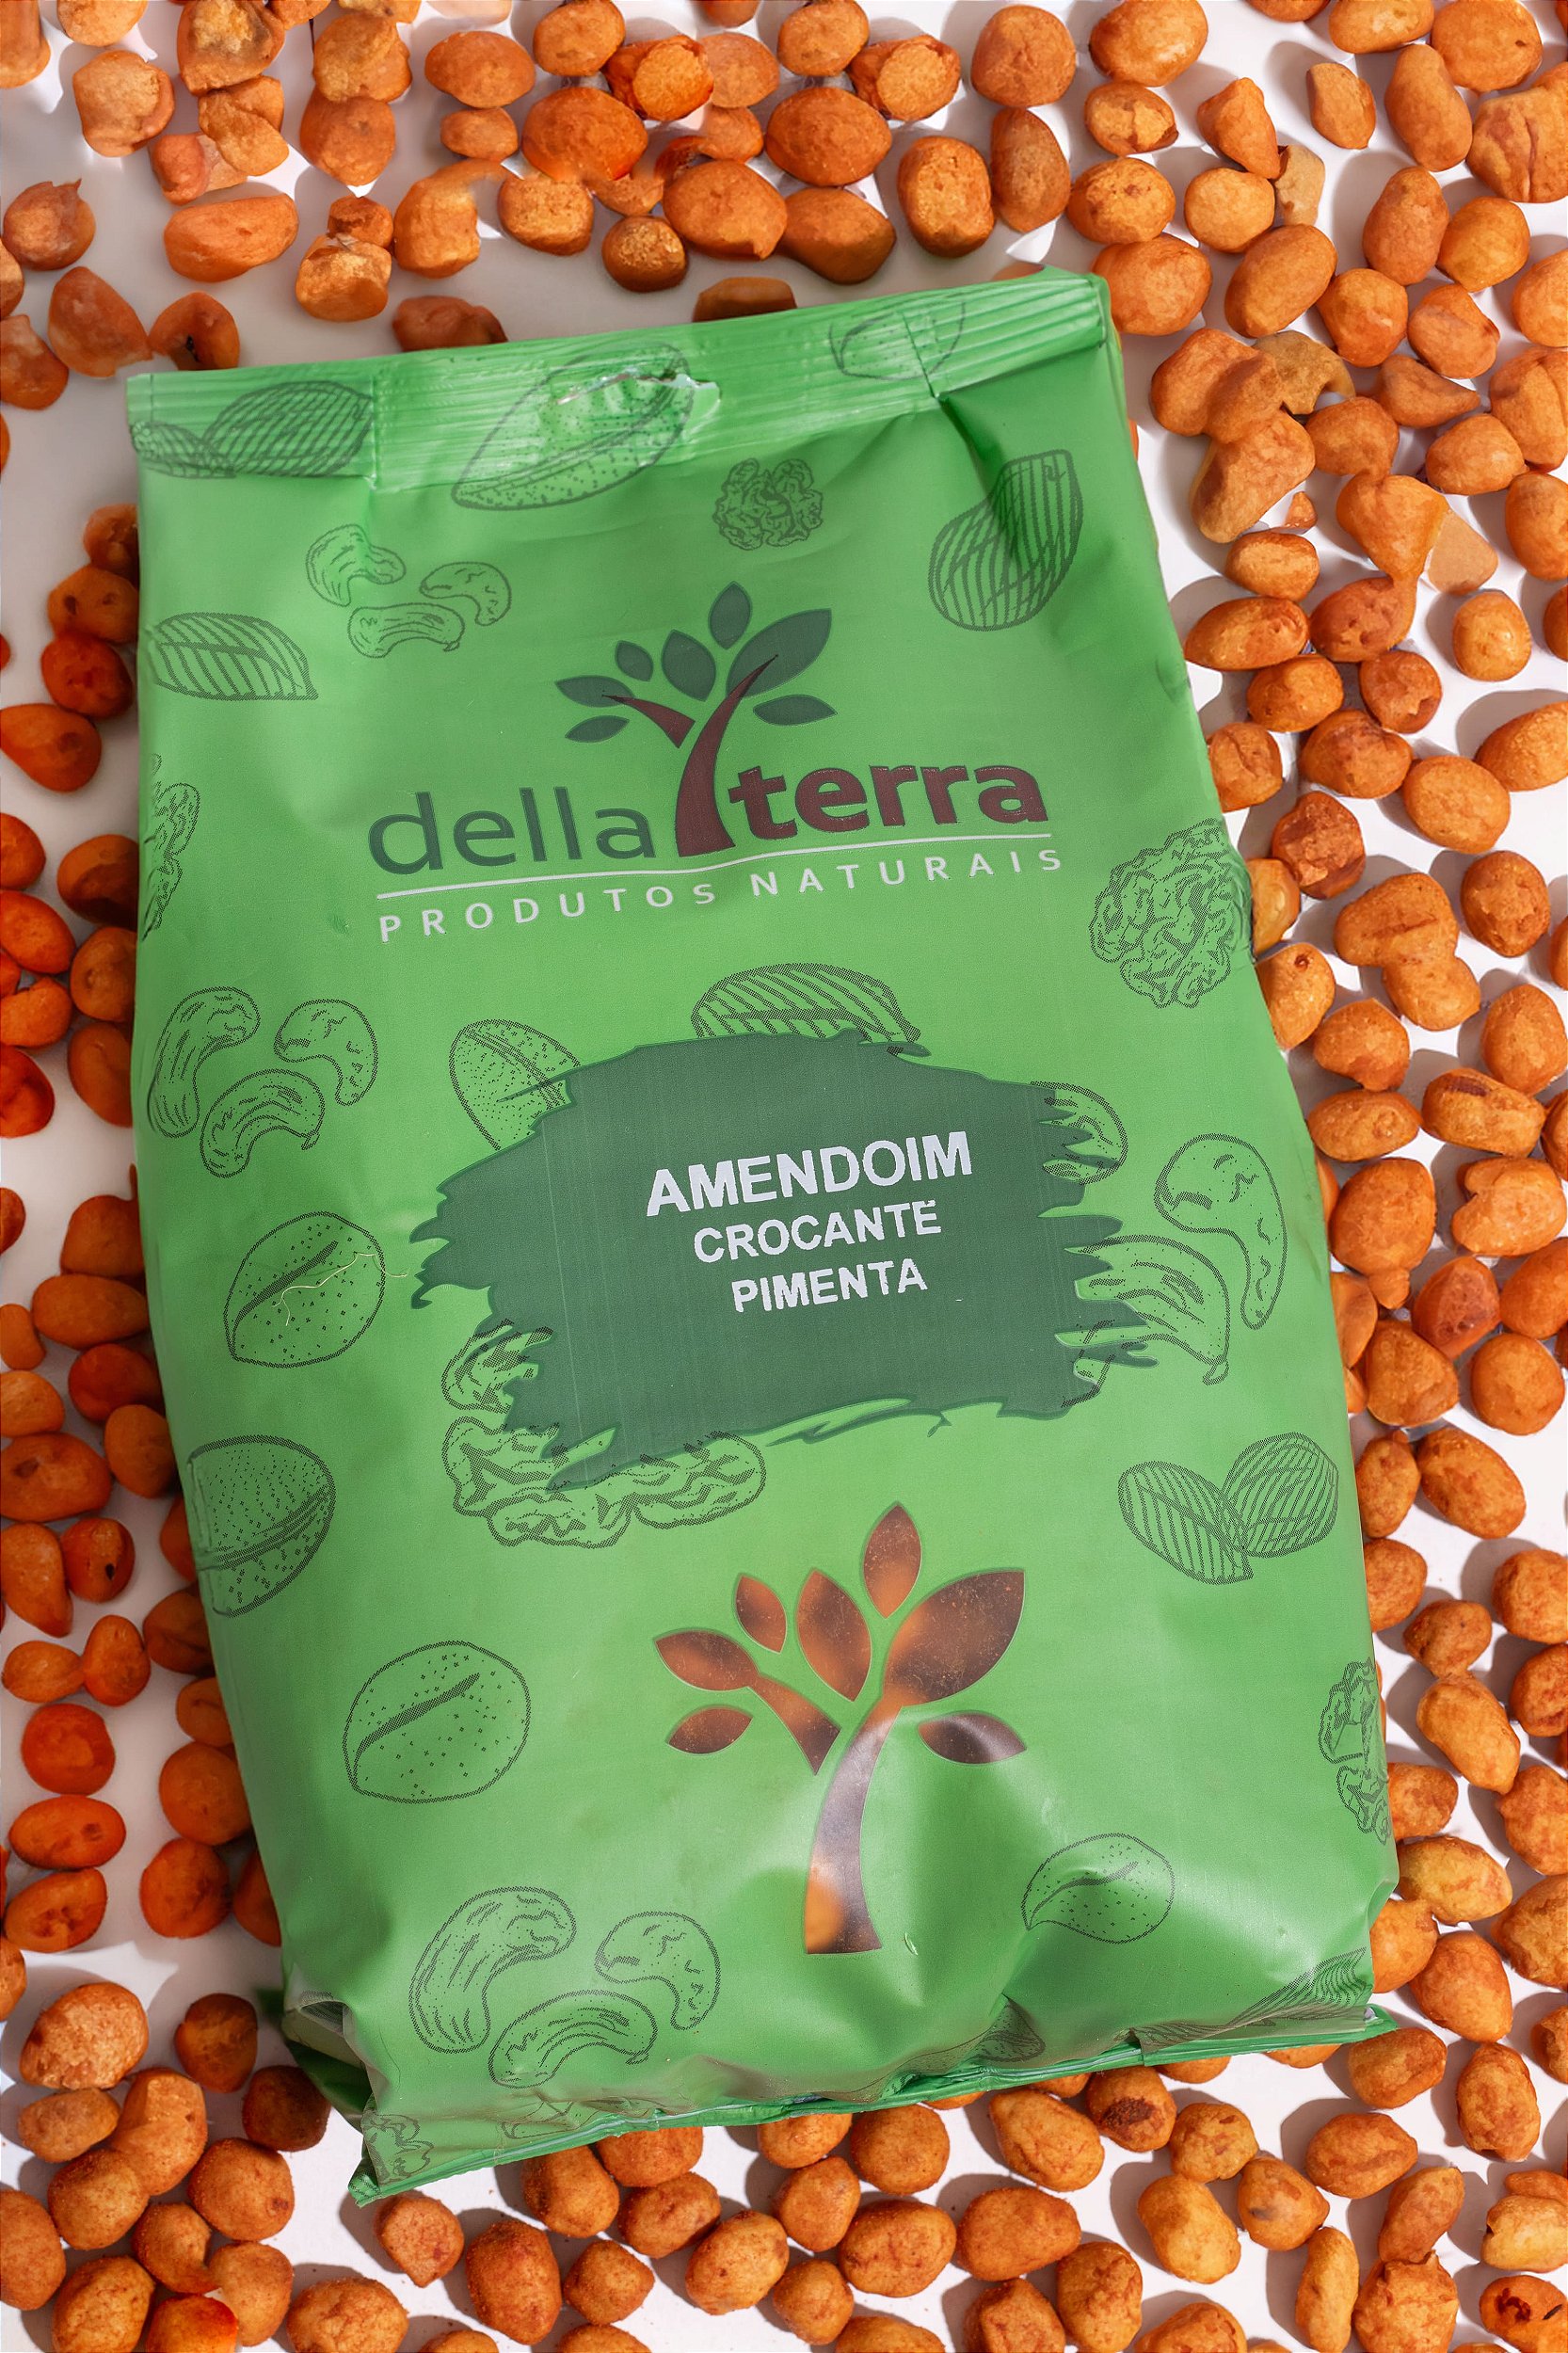 della terra
PRODUTOS NATURAIS
AMENDOIM
CROCANTE
PIMENTA